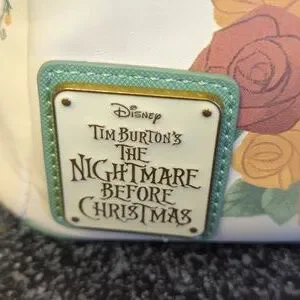 Disney
TIM BURTON'S
THE
NIGHTMARE
BEFORE
CHRISTMAS